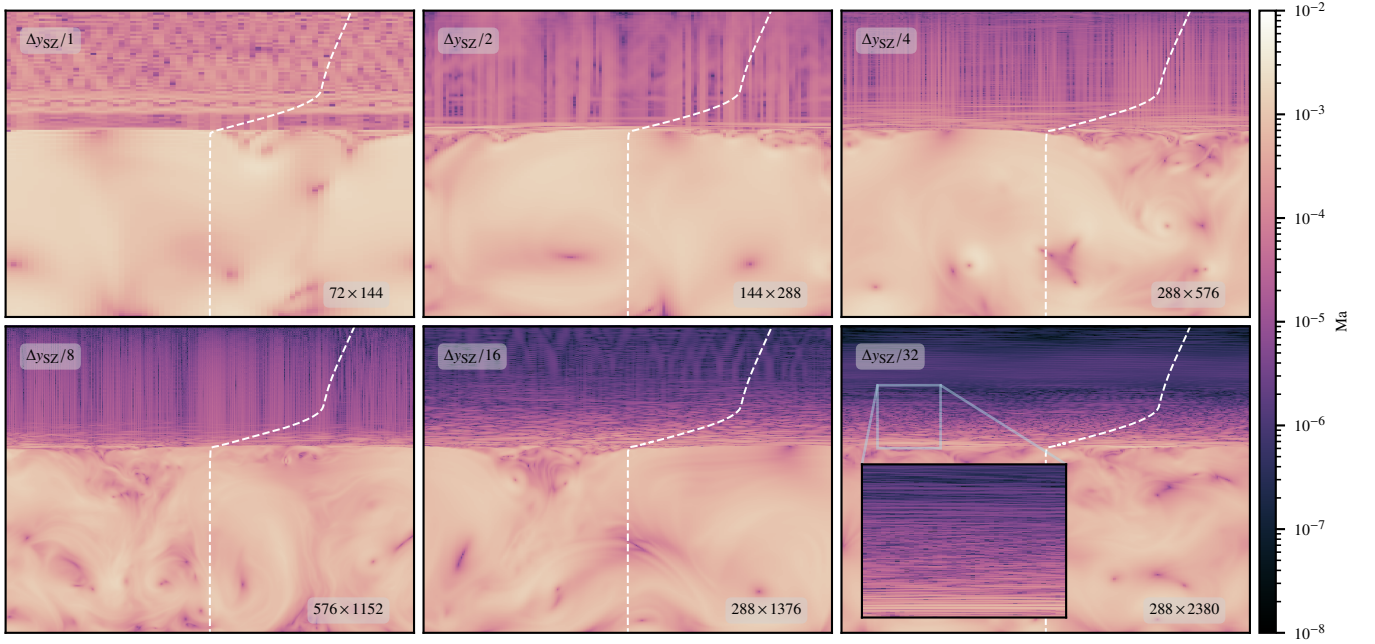 Δy_SZ/1
Δy_SZ/2
Δy_SZ/4
72×144
144×288
288×576
Δy_SZ/8
Δy_SZ/16
Δy_SZ/32
576×1152
288×1376
288×2380
10⁻²
10⁻³
10⁻⁴
10⁻⁵
10⁻⁶
10⁻⁷
10⁻⁸
Ma